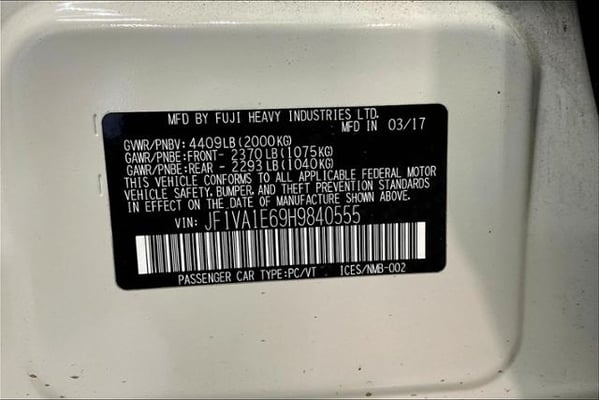 MFD BY FUJI HEAVY INDUSTRIES LTD.
MFD IN 03/17
GVWR/PNBV: 4409LB(2000KG)
GAWR/PNBE:FRONT- 2370LB(1075KG)
GAWR/PNBE:REAR - 2293LB(1040KG)
THIS VEHICLE CONFORMS TO ALL APPLICABLE FEDERAL MOTOR
VEHICLE SAFETY, BUMPER, AND THEFT PREVENTION STANDARDS
IN EFFECT ON THE DATE OF MANUFACTURE SHOWN ABOVE.
VIN: JF1VA1E69H9840555
PASSENGER CAR TYPE:PC/VT ICES/NMB-002